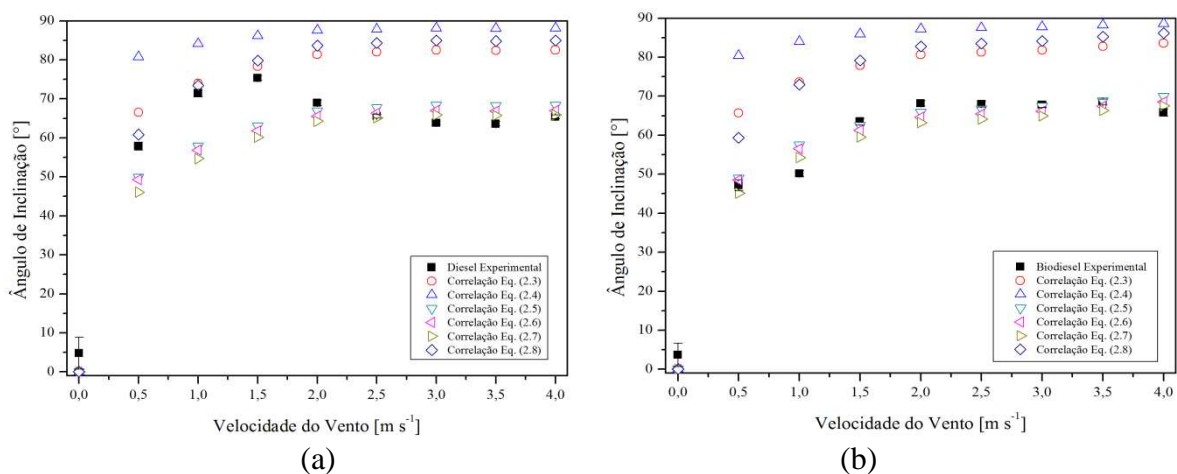 90
80
70
60
50
40
30
20
10
0
Ângulo de Inclinação [°]
Diesel Experimental
Correlação Eq. (2.3)
Correlação Eq. (2.4)
Correlação Eq. (2.5)
Correlação Eq. (2.6)
Correlação Eq. (2.7)
Correlação Eq. (2.8)
0,0 0,5 1,0 1,5 2,0 2,5 3,0 3,5 4,0
Velocidade do Vento [m s⁻¹]
(a)
90
80
70
60
50
40
30
20
10
0
Ângulo de Inclinação [°]
Biodiesel Experimental
Correlação Eq. (2.3)
Correlação Eq. (2.4)
Correlação Eq. (2.5)
Correlação Eq. (2.6)
Correlação Eq. (2.7)
Correlação Eq. (2.8)
0,0 0,5 1,0 1,5 2,0 2,5 3,0 3,5 4,0
Velocidade do Vento [m s⁻¹]
(b)